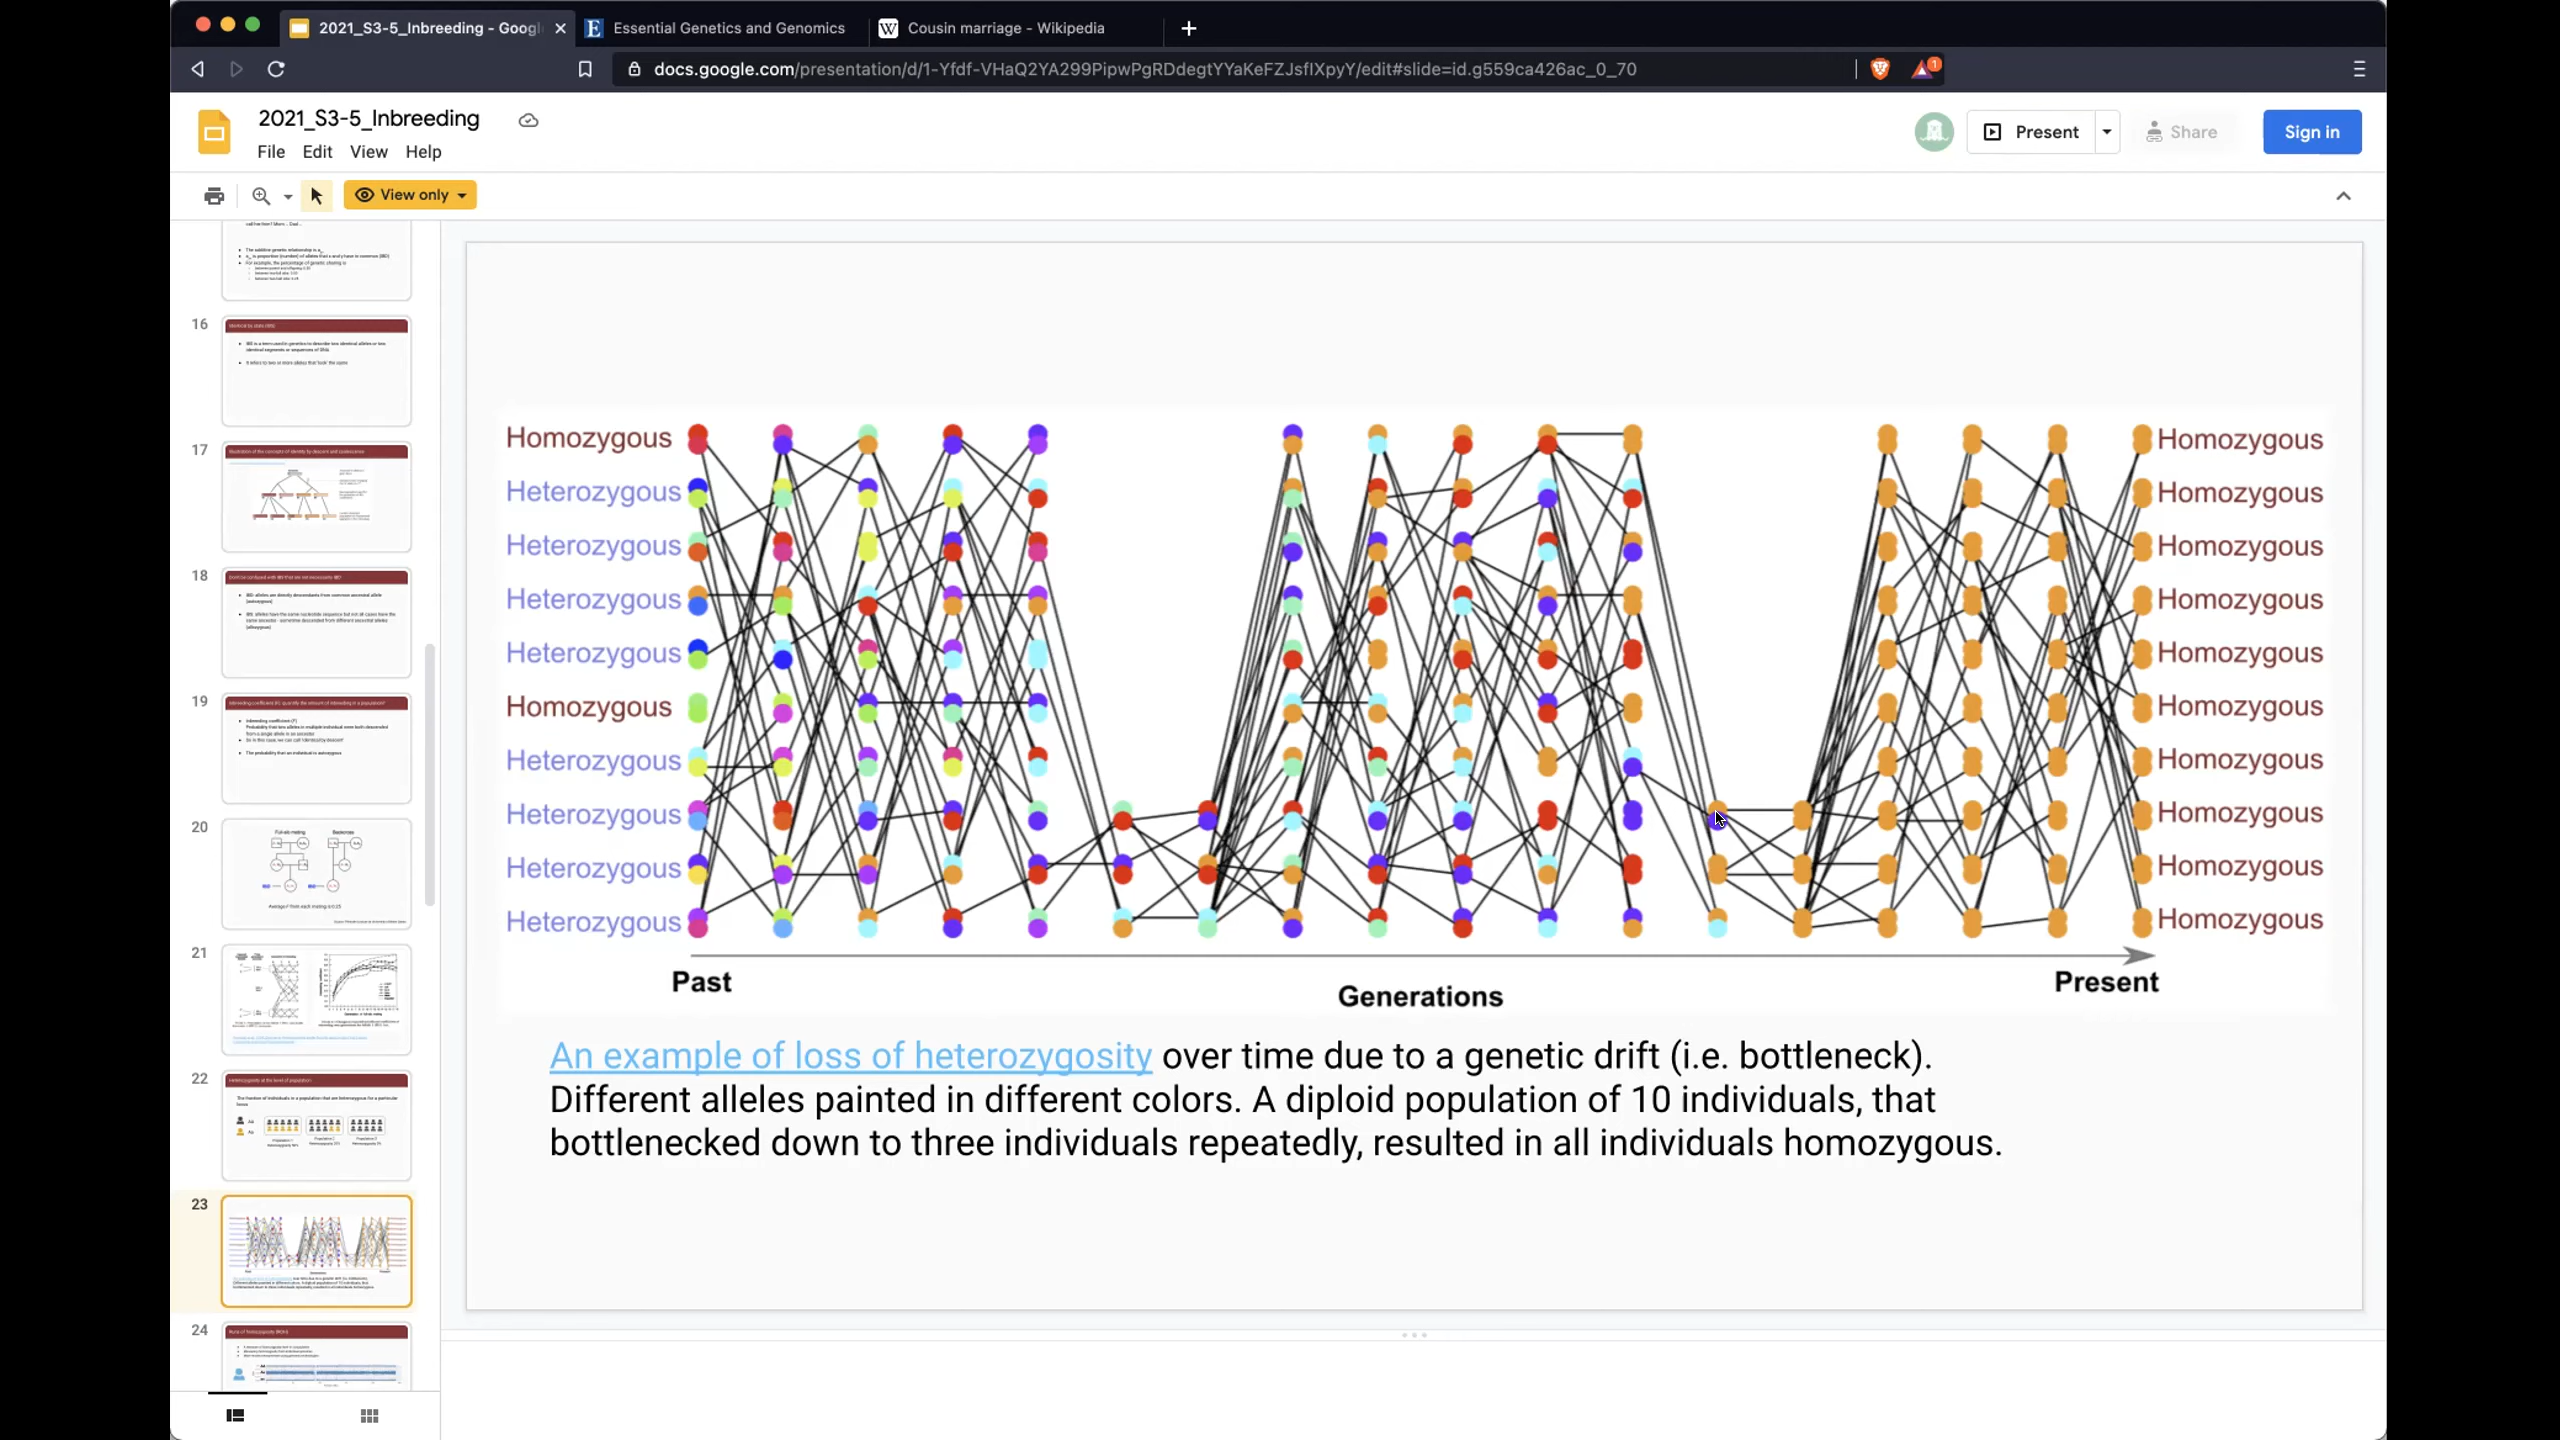 2021_S3-5_Inbreeding - Googl
Essential Genetics and Genomics
Cousin marriage - Wikipedia
docs.google.com/presentation/d/1-Yfdf-VHaQ2YA299PipwPgRDdegtYYaKeFZJsflXpyY/edit#slide=id.g559ca426ac_0_70
1
2021_S3-5_Inbreeding
File Edit View Help
Present
Share
Sign in
View only
16
17
18
19
20
21
22
23
24
Homozygous
Heterozygous
Heterozygous
Heterozygous
Heterozygous
Homozygous
Heterozygous
Heterozygous
Heterozygous
Heterozygous
Homozygous
Homozygous
Homozygous
Homozygous
Homozygous
Homozygous
Homozygous
Homozygous
Homozygous
Homozygous
Past
Generations
Present
An example of loss of heterozygosity over time due to a genetic drift (i.e. bottleneck).
Different alleles painted in different colors. A diploid population of 10 individuals, that
bottlenecked down to three individuals repeatedly, resulted in all individuals homozygous.